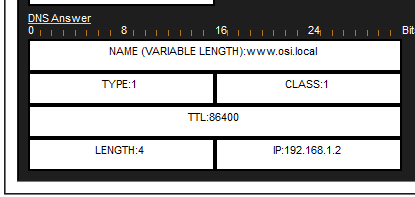 DNS Answer
0 8 16 24 Bits
NAME (VARIABLE LENGTH):www.osi.local
TYPE:1 CLASS:1
TTL:86400
LENGTH:4 IP:192.168.1.2